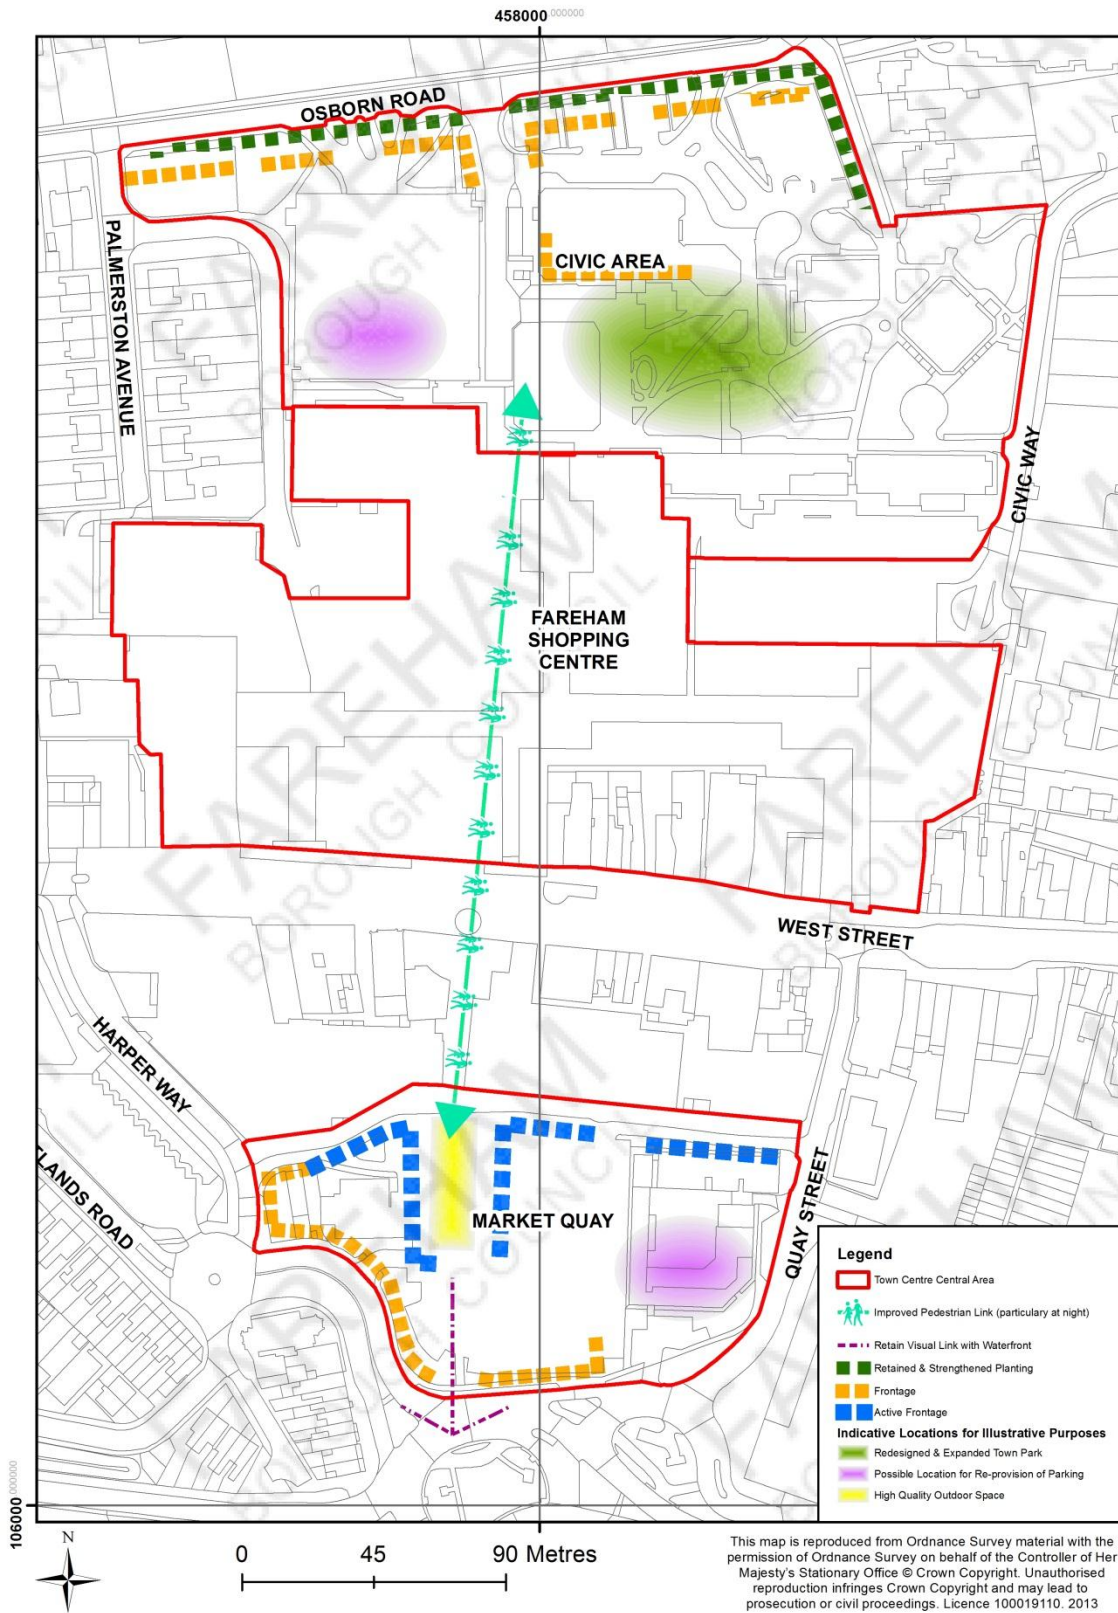 458000.000000
OSBORN ROAD
PALMERSTON AVENUE
CIVIC AREA
CIVIC WAY
FAREHAM
SHOPPING
CENTRE
WEST STREET
HARPER WAY
TLANDS ROAD
MARKET QUAY
QUAY STREET
Legend
Town Centre Central Area
Improved Pedestrian Link (particulary at night)
Retain Visual Link with Waterfront
Retained & Strengthened Planting
Frontage
Active Frontage
Indicative Locations for Illustrative Purposes
Redesigned & Expanded Town Park
Possible Location for Re-provision of Parking
High Quality Outdoor Space
106000.000000
N
0 45 90 Metres
This map is reproduced from Ordnance Survey material with the
permission of Ordnance Survey on behalf of the Controller of Her
Majesty's Stationary Office © Crown Copyright. Unauthorised
reproduction infringes Crown Copyright and may lead to
prosecution or civil proceedings. Licence 100019110. 2013
FAREHAM
BOROUGH COUNCIL